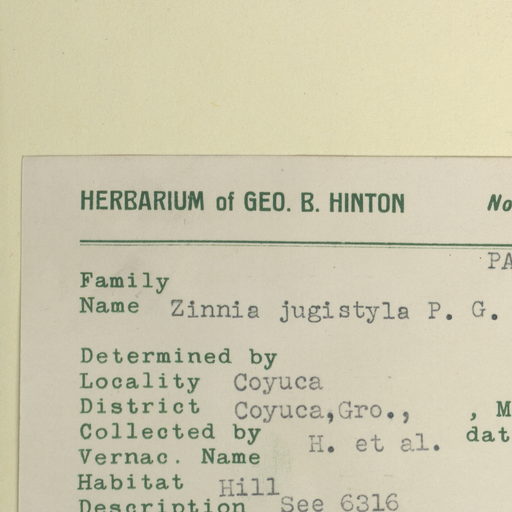 HERBARIUM of GEO. B. HINTON No
PA
Family
Name Zinnia jugistyla P. G.
Determined by
Locality Coyuca
District Coyuca,Gro., , M
Collected by H. et al. dat
Vernac. Name
Habitat Hill
Description See 6316